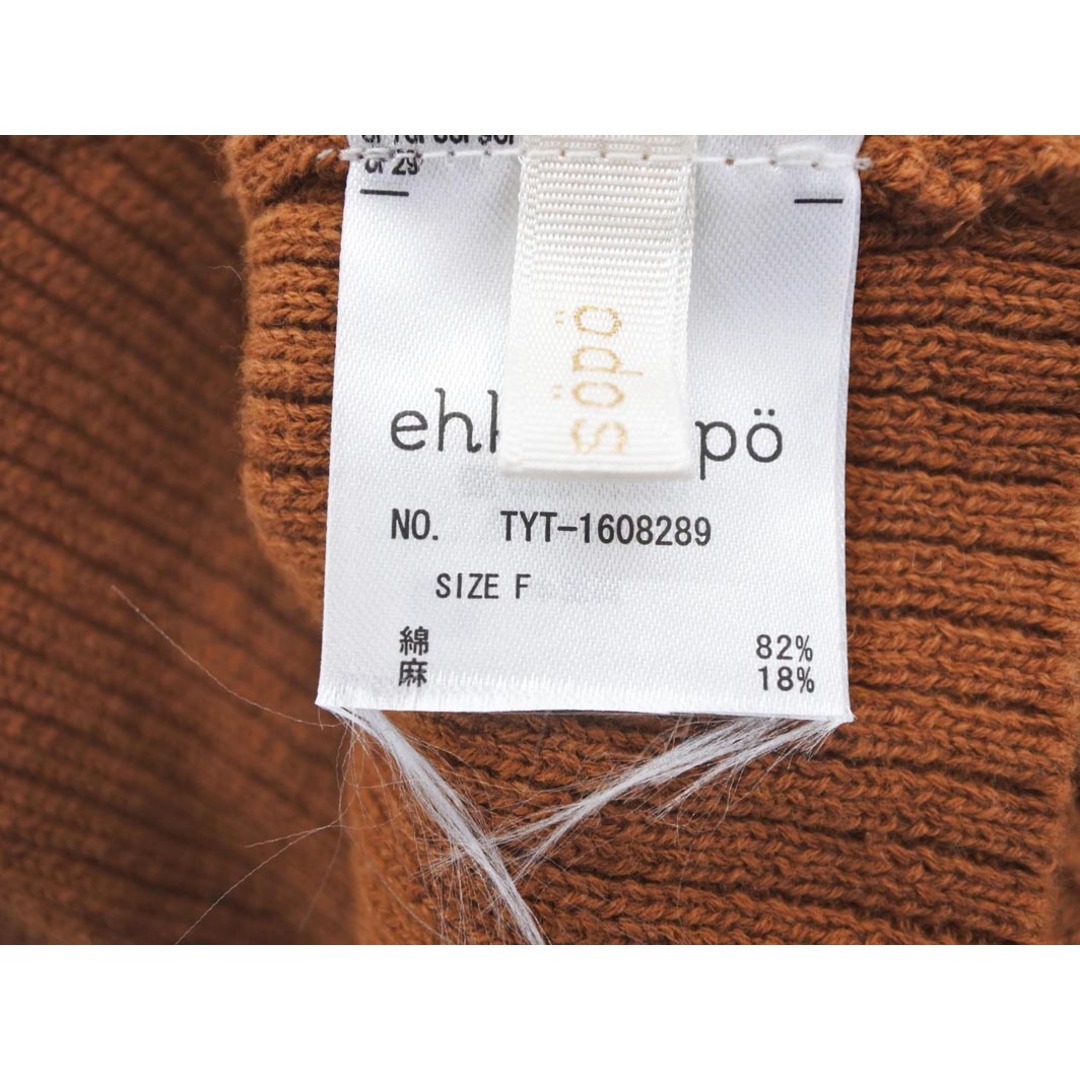 söpö
NO. TYT-1608289
SIZE F
綿 82%
麻 18%